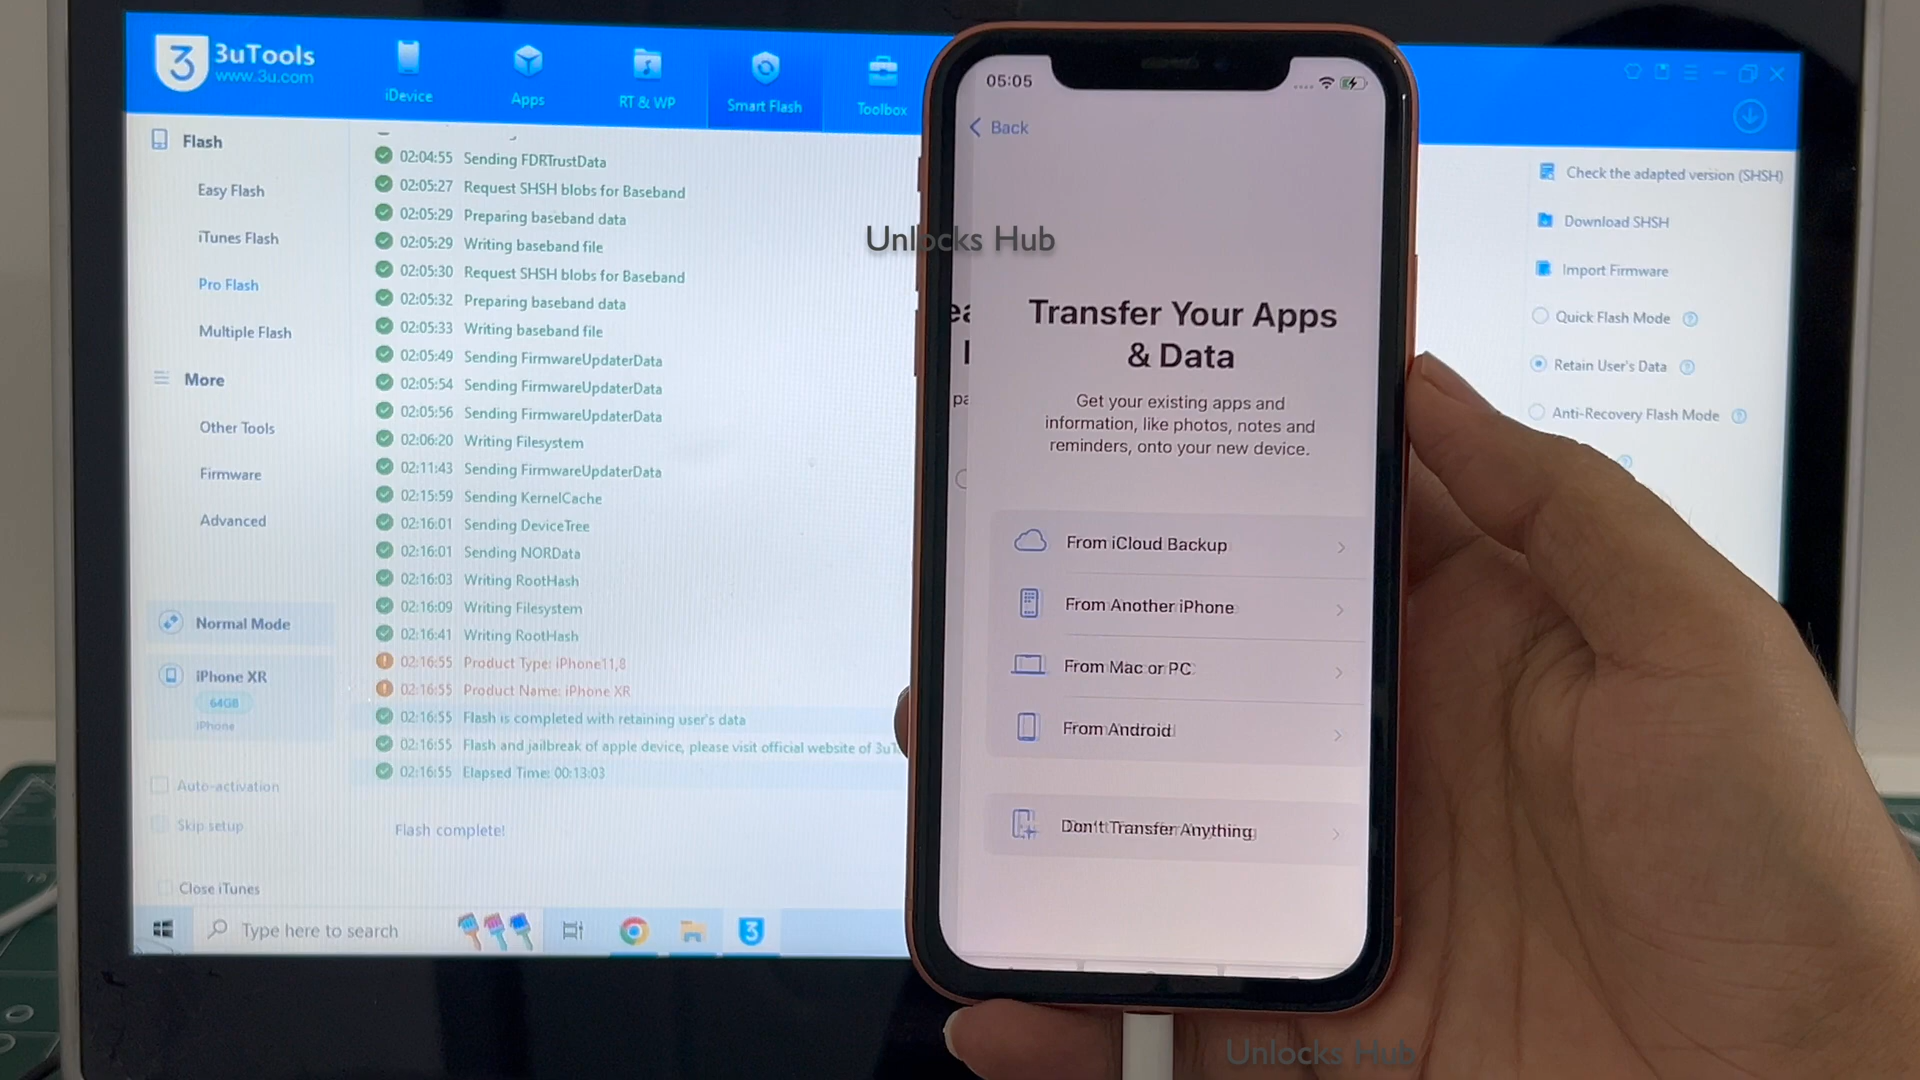 3uTools
www.3u.com
iDevice
Apps
RT & WP
Smart Flash
Toolbox
Flash
Easy Flash
iTunes Flash
Pro Flash
Multiple Flash
More
Other Tools
Firmware
Advanced
Normal Mode
iPhone XR
64GB
iPhone
Auto-activation
Skip setup
Close iTunes
02:04:55 Sending FDRTrustData
02:05:27 Request SHSH blobs for Baseband
02:05:29 Preparing baseband data
02:05:29 Writing baseband file
02:05:30 Request SHSH blobs for Baseband
02:05:32 Preparing baseband data
02:05:33 Writing baseband file
02:05:49 Sending FirmwareUpdaterData
02:05:54 Sending FirmwareUpdaterData
02:05:56 Sending FirmwareUpdaterData
02:06:20 Writing Filesystem
02:11:43 Sending FirmwareUpdaterData
02:15:59 Sending KernelCache
02:16:01 Sending DeviceTree
02:16:01 Sending NORData
02:16:03 Writing RootHash
02:16:09 Writing Filesystem
02:16:41 Writing RootHash
02:16:55 Product Type: iPhone11,8
02:16:55 Product Name: iPhone XR
02:16:55 Flash is completed with retaining user's data
02:16:55 Flash and jailbreak of apple device, please visit official website of 3uT
02:16:55 Elapsed Time: 00:13:03
Flash complete!
Type here to search
Check the adapted version (SHSH)
Download SHSH
Import Firmware
Quick Flash Mode
Retain User's Data
Anti-Recovery Flash Mode
05:05
Back
Unlocks Hub
Transfer Your Apps
& Data
Get your existing apps and
information, like photos, notes and
reminders, onto your new device.
From iCloud Backup
From Another iPhone
From Mac or PC
From Android
Don't Transfer Anything
Unlocks Hub